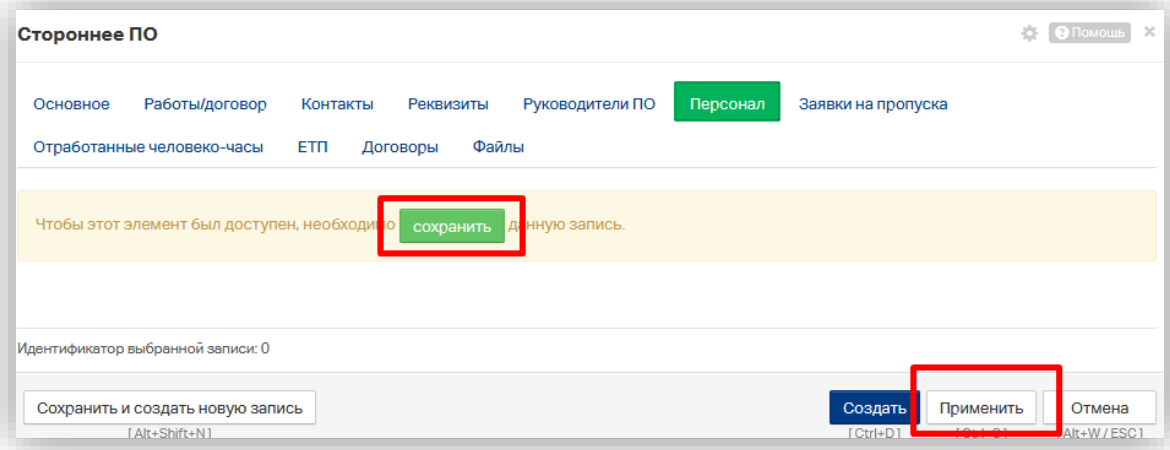 Стороннее ПО
Помощь
Основное Работы/договор Контакты Реквизиты Руководители ПО Персонал Заявки на пропуска
Отработанные человеко-часы ЕТП Договоры Файлы
Чтобы этот элемент был доступен, необходимо сохранить данную запись.
Идентификатор выбранной записи: 0
Сохранить и создать новую запись Создать Применить Отмена
[Alt+Shift+N] [Ctrl+D] [Alt+W / ESC]